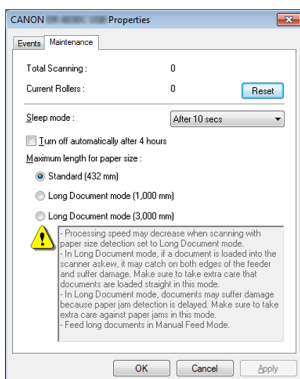 CANON USB Properties
Events Maintenance
Total Scanning : 0
Current Rollers : 0 Reset
Sleep mode : After 10 secs
Turn off automatically after 4 hours
Maximum length for paper size :
Standard (432 mm)
Long Document mode (1,000 mm)
Long Document mode (3,000 mm)
- Processing speed may decrease when scanning with
paper size detection set to Long Document mode.
- In Long Document mode, if a document is loaded into the
scanner askew, it may catch on both edges of the feeder
and suffer damage. Make sure to take extra care that
documents are loaded straight in this mode.
- In Long Document mode, documents may suffer damage
because paper jam detection is delayed. Make sure to take
extra care against paper jams in this mode.
- Feed long documents in Manual Feed Mode.
OK Cancel Apply